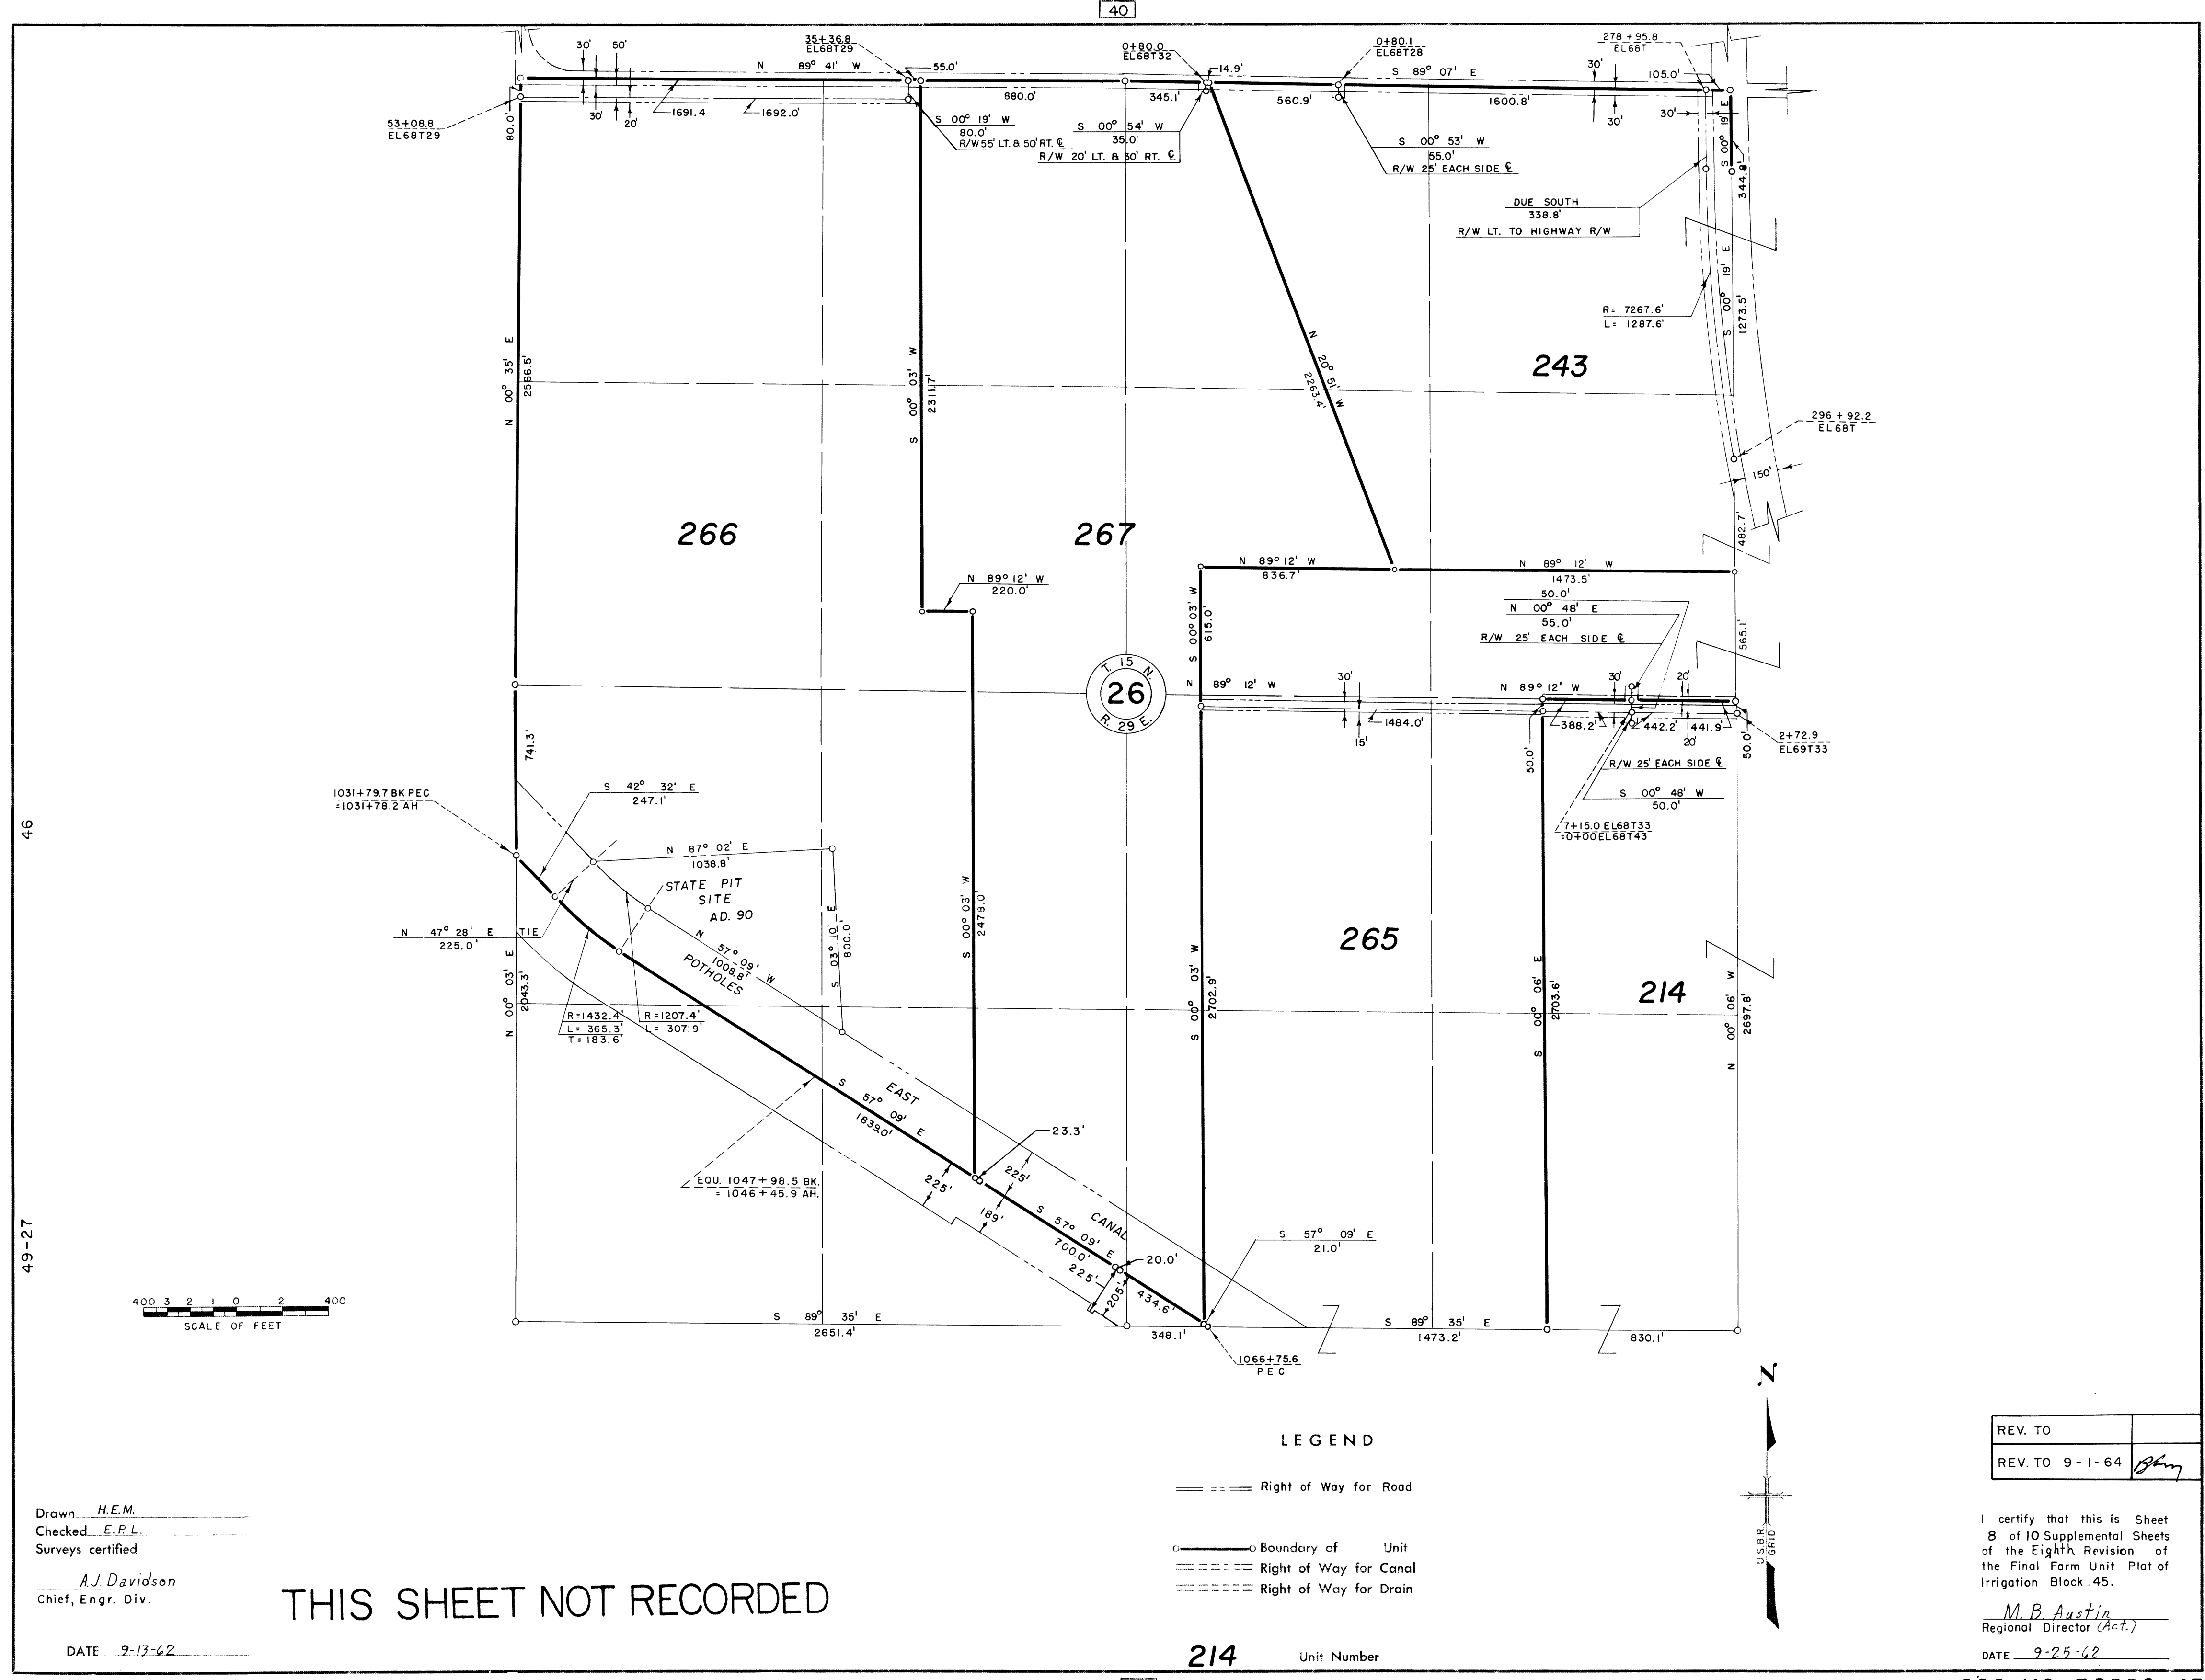 40
35+36.8
EL68T29
0+80.0
EL68T32
0+80.1
EL68T28
278+95.8
EL68T
30'
50'
N 89° 41' W
55.0'
14.9'
S 89° 07' E
30'
105.0'
53+08.8
EL68T29
80.0'
30'
20'
1691.4
1692.0'
880.0'
345.1'
560.9'
1600.8'
30'
30'
S 00° 19' E
344.8'
S 00° 19' W
80.0'
R/W 55' LT. & 50' RT. ℄
S 00° 54' W
35.0'
R/W 20' LT. & 30' RT. ℄
S 00° 53' W
55.0'
R/W 25' EACH SIDE ℄
DUE SOUTH
338.8'
R/W LT. TO HIGHWAY R/W
R= 7267.6'
L= 1287.6'
S 00° 19' E
1273.5'
N 00° 35' E
2566.5'
S 00° 03' W
2311.7'
N 20° 51' W
2263.4'
243
296+92.2
EL68T
150'
482.7'
266
267
N 89° 12' W
220.0'
N 89° 12' W
836.7'
N 89° 12' W
1473.5'
S 00° 03' W
615.0'
50.0'
N 00° 48' E
55.0'
R/W 25' EACH SIDE ℄
565.1'
T. 15 N.
26
R. 29 E.
N 89° 12' W
30'
15'
1484.0'
N 89° 12' W
30'
20'
388.2'
442.2'
441.9'
20'
50.0'
50.0'
2+72.9
EL69T33
R/W 25' EACH SIDE ℄
S 00° 48' W
50.0'
7+15.0 EL68T33
=0+00 EL68T43
741.3'
1031+79.7 BK PEC
=1031+78.2 AH
S 42° 32' E
247.1'
N 87° 02' E
1038.8'
STATE PIT
SITE
AD. 90
N 47° 28' E TIE
225.0'
N 57° 09' W
1008.8'
POTHOLES
S 03° 10' E
800.0'
S 00° 03' W
2478.0'
N 00° 03' E
2043.3'
R=1432.4'
L= 365.3'
T= 183.6'
R=1207.4'
L= 307.9'
265
214
S 00° 03' W
2702.9'
S 00° 06' E
2703.6'
N 00° 06' W
2697.8'
S 57° 09' E
1839.0'
EAST
23.3'
EQU. 1047+98.5 BK.
= 1046+45.9 AH.
225'
225'
189'
S 57° 09' E
700.0'
CANAL
20.0'
225'
205'
434.6'
S 57° 09' E
21.0'
S 89° 35' E
2651.4'
348.1'
S 89° 35' E
1473.2'
830.1'
1066+75.6
PEC
46
49-27
400 3 2 1 0 2 400
SCALE OF FEET
N
U.S.B.R.
GRID
LEGEND
Right of Way for Road
Boundary of Unit
Right of Way for Canal
Right of Way for Drain
214 Unit Number
Drawn H.E.M.
Checked E.P.L.
Surveys certified
A.J. Davidson
Chief, Engr. Div.
DATE 9-13-62
THIS SHEET NOT RECORDED
REV. TO
REV. TO 9-1-64
I certify that this is Sheet
8 of 10 Supplemental Sheets
of the Eighth Revision of
the Final Farm Unit Plat of
Irrigation Block 45.
M. B. Austin
Regional Director (Act.)
DATE 9-25-62